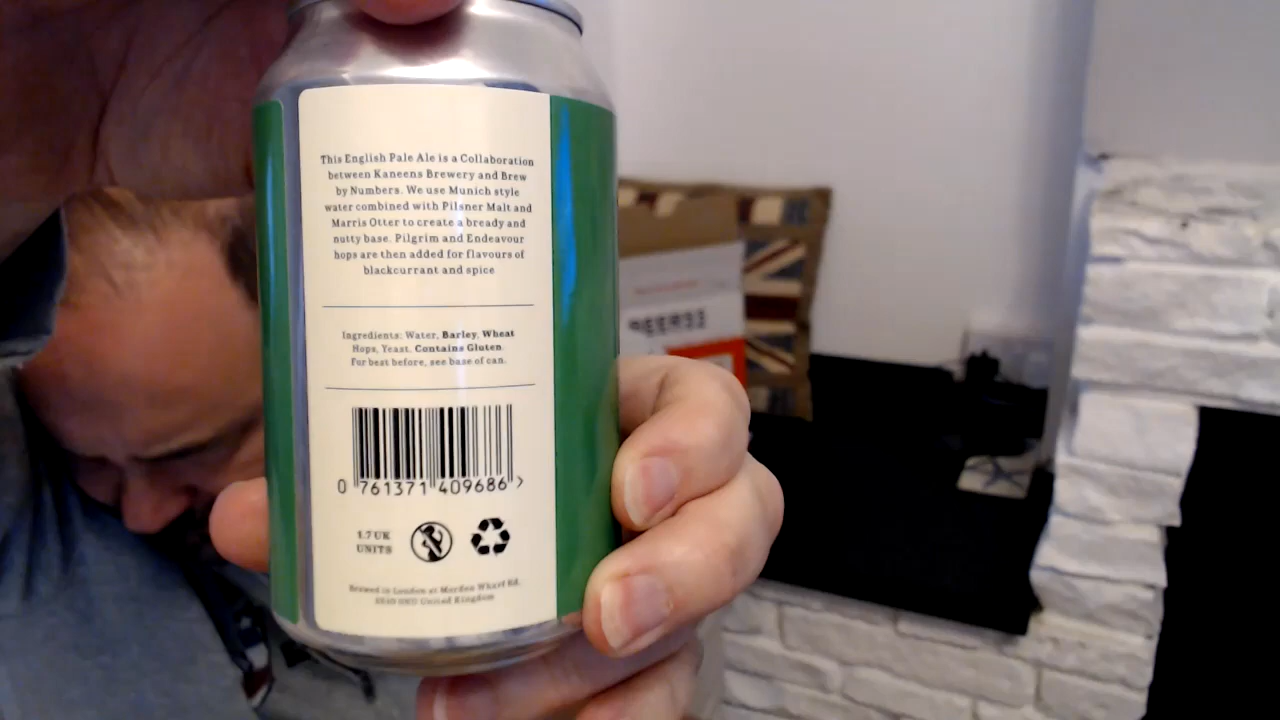 This English Pale Ale is a Collaboration
between Kaneens Brewery and Brew
by Numbers. We use Munich style
water combined with Pilsner Malt and
Marris Otter to create a bready and
nutty base. Pilgrim and Endeavour
hops are then added for flavours of
blackcurrant and spice
Ingredients: Water, Barley, Wheat
Hops, Yeast. Contains Gluten.
For best before, see base of can.
0 761371 409686 >
1.7 UK
UNITS
Brewed in London at Morden Wharf Rd,
United Kingdom
BEER52